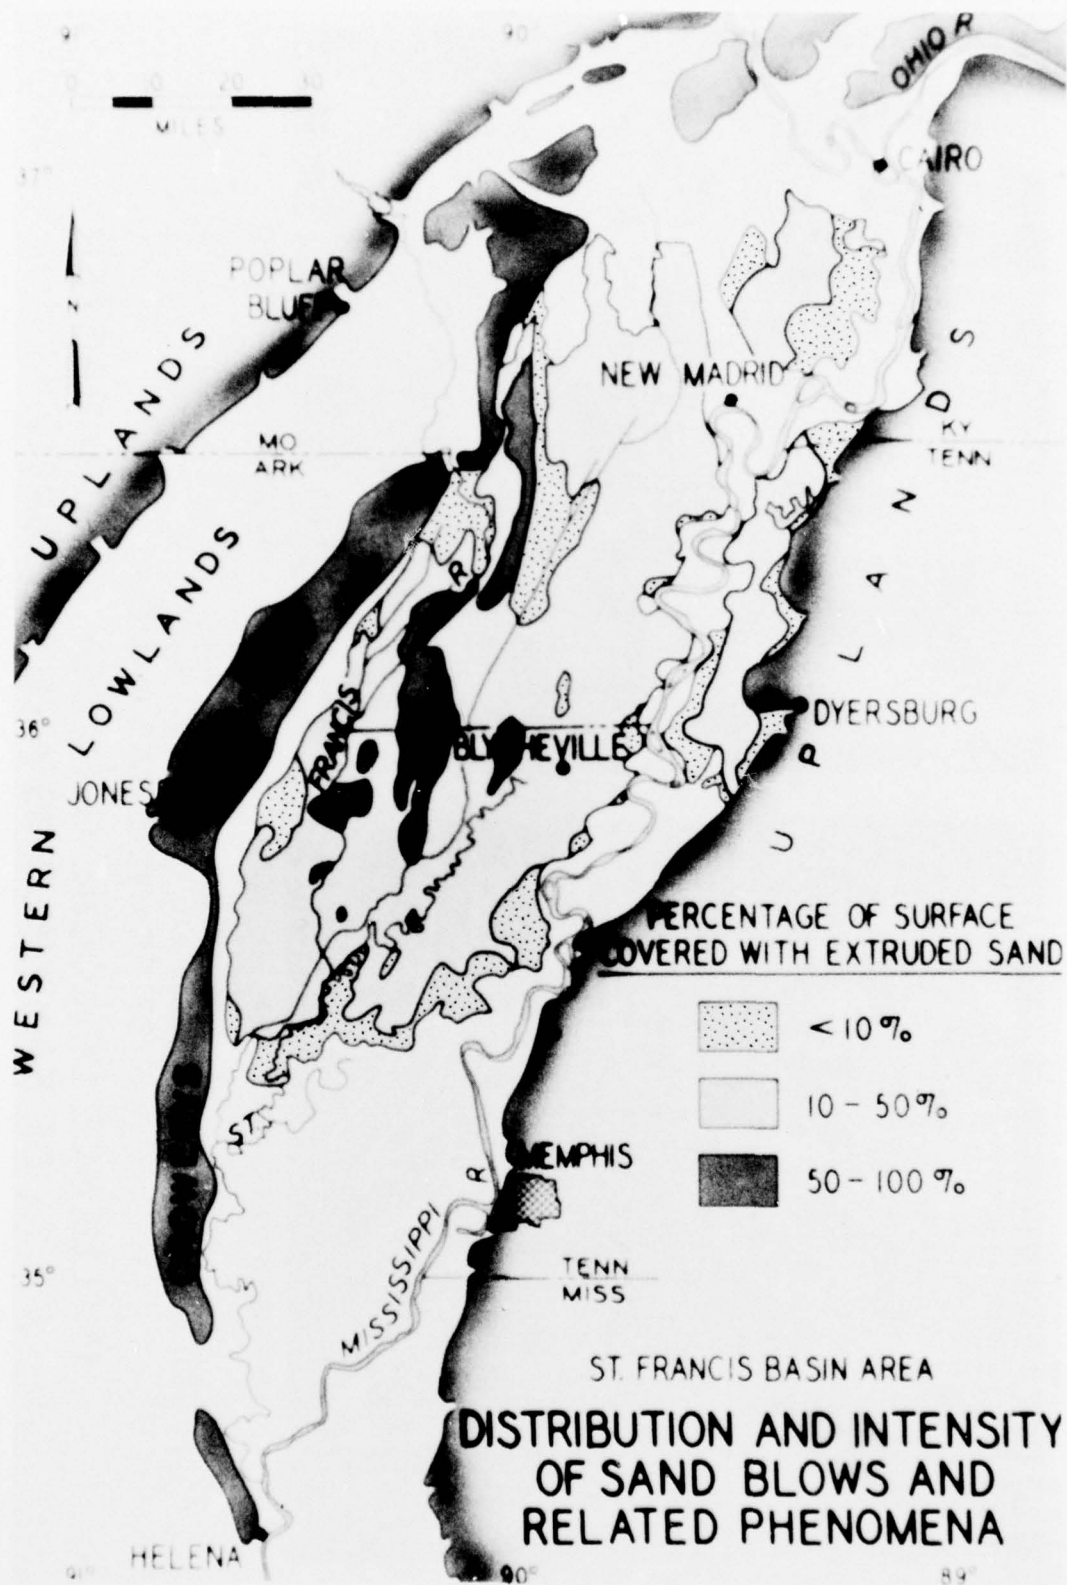 90
0 10 20 30
MILES
OHIO R
CAIRO
37°
POPLAR
BLUFF
N
NEW MADRID
UPLANDS
MO
ARK
KY
TENN
UPLANDS
WESTERN LOWLANDS
R
FRANCIS
ST.
36°
DYERSBURG
BLYTHEVILLE
JONES
PERCENTAGE OF SURFACE
COVERED WITH EXTRUDED SAND
<10%
10-50%
50-100%
MEMPHIS
MISSISSIPPI R
35°
TENN
MISS
ST. FRANCIS BASIN AREA
DISTRIBUTION AND INTENSITY
OF SAND BLOWS AND
RELATED PHENOMENA
HELENA
91° 90° 89°